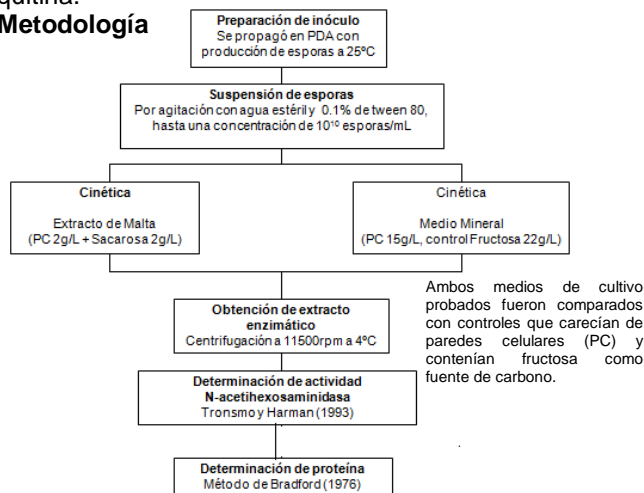 quitina.
Metodología
Preparación de inóculo
Se propagó en PDA con
producción de esporas a 25ºC
Suspensión de esporas
Por agitación con agua estéril y 0.1% de tween 80,
hasta una concentración de 10¹⁰ esporas/mL
Cinética
Extracto de Malta
(PC 2g/L + Sacarosa 2g/L)
Cinética
Medio Mineral
(PC 15g/L, control Fructosa 22g/L)
Obtención de extracto
enzimático
Centrifugación a 11500rpm a 4ºC
Ambos medios de cultivo
probados fueron comparados
con controles que carecían de
paredes celulares (PC) y
contenían fructosa como
fuente de carbono.
Determinación de actividad
N-acetihexosaminidasa
Tronsmo y Harman (1993)
Determinación de proteína
Método de Bradford (1976)